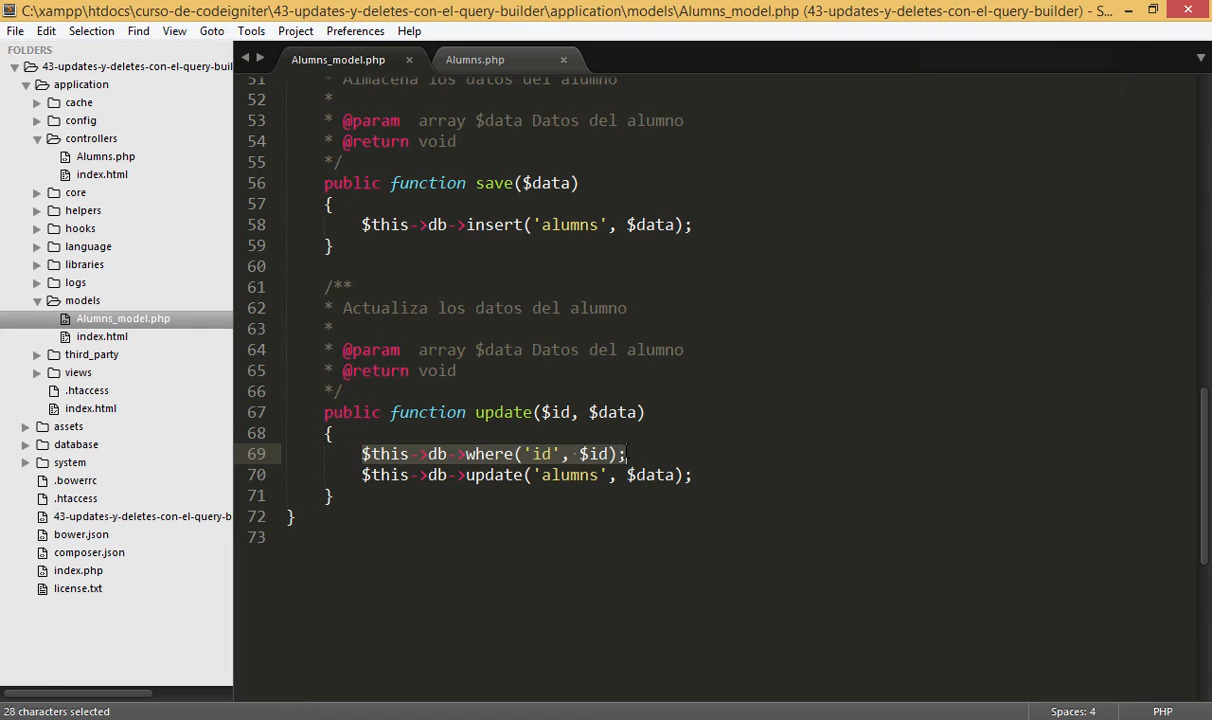 C:\xampp\htdocs\curso-de-codeigniter\43-updates-y-deletes-con-el-query-builder\application\models\Alumns_model.php (43-updates-y-deletes-con-el-query-builder) - S...
File Edit Selection Find View Goto Tools Project Preferences Help
FOLDERS
43-updates-y-deletes-con-el-query-buil
application
cache
config
controllers
Alumns.php
index.html
core
helpers
hooks
language
libraries
logs
models
Alumns_model.php
index.html
third_party
views
.htaccess
index.html
assets
database
system
.bowerrc
.htaccess
43-updates-y-deletes-con-el-query-b
bower.json
composer.json
index.php
license.txt
Alumns_model.php × Alumns.php ×
51 * Almacena los datos del alumno
52 *
53 * @param  array $data Datos del alumno
54 * @return void
55 */
56 public function save($data)
57 {
58 $this->db->insert('alumns', $data);
59 }
60
61 /**
62 * Actualiza los datos del alumno
63 *
64 * @param  array $data Datos del alumno
65 * @return void
66 */
67 public function update($id, $data)
68 {
69 $this->db->where('id', $id);
70 $this->db->update('alumns', $data);
71 }
72 }
73
28 characters selected
Spaces: 4 PHP